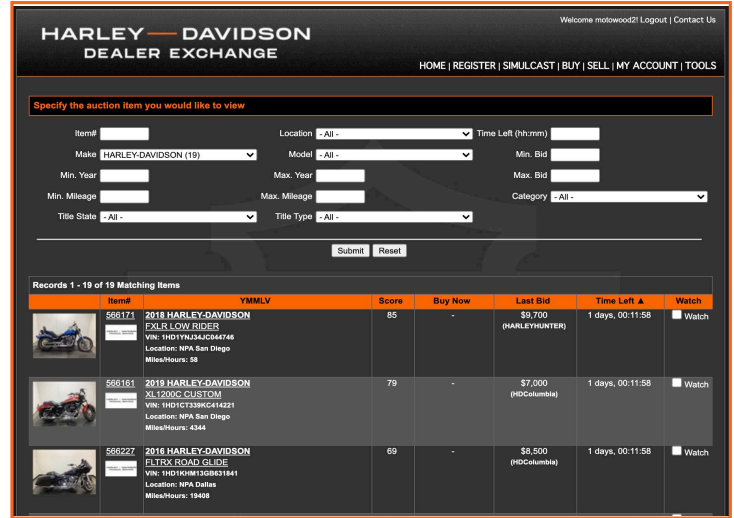 Welcome motowood2! Logout | Contact Us
HARLEY — DAVIDSON
DEALER EXCHANGE
HOME | REGISTER | SIMULCAST | BUY | SELL | MY ACCOUNT | TOOLS
Specify the auction item you would like to view
Item# Location - All - Time Left (hh:mm)
Make HARLEY-DAVIDSON (19) Model - All - Min. Bid
Min. Year Max. Year Max. Bid
Min. Mileage Max. Mileage Category - All -
Title State - All - Title Type - All -
Submit Reset
Records 1 - 19 of 19 Matching Items
Item# YMMLV Score Buy Now Last Bid Time Left ▲ Watch
566171 2018 HARLEY-DAVIDSON 85 - $9,700 1 days, 00:11:58 Watch
FXLR LOW RIDER (HARLEYHUNTER)
VIN: 1HD1YNJ34JC044746
Location: NPA San Diego
Miles/Hours: 58
566161 2019 HARLEY-DAVIDSON 79 - $7,000 1 days, 00:11:58 Watch
XL1200C CUSTOM (HDColumbia)
VIN: 1HD1CT339KC414221
Location: NPA San Diego
Miles/Hours: 4344
566227 2016 HARLEY-DAVIDSON 69 - $8,500 1 days, 00:11:58 Watch
FLTRX ROAD GLIDE (HDColumbia)
VIN: 1HD1KHM13GB631841
Location: NPA Dallas
Miles/Hours: 19408